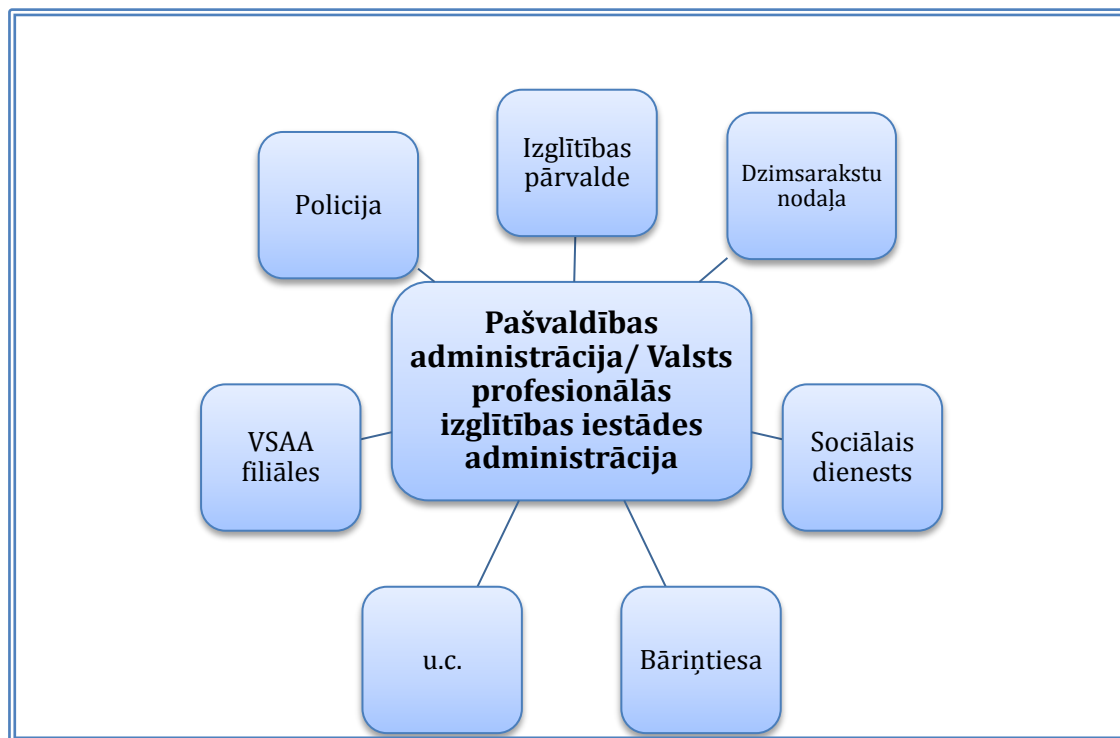 Izglītības
pārvalde
Dzimsarakstu
nodaļa
Policija
Pašvaldības
administrācija/ Valsts
profesionālās
izglītības iestādes
administrācija
VSAA
filiāles
Sociālais
dienests
u.c.
Bāriņtiesa